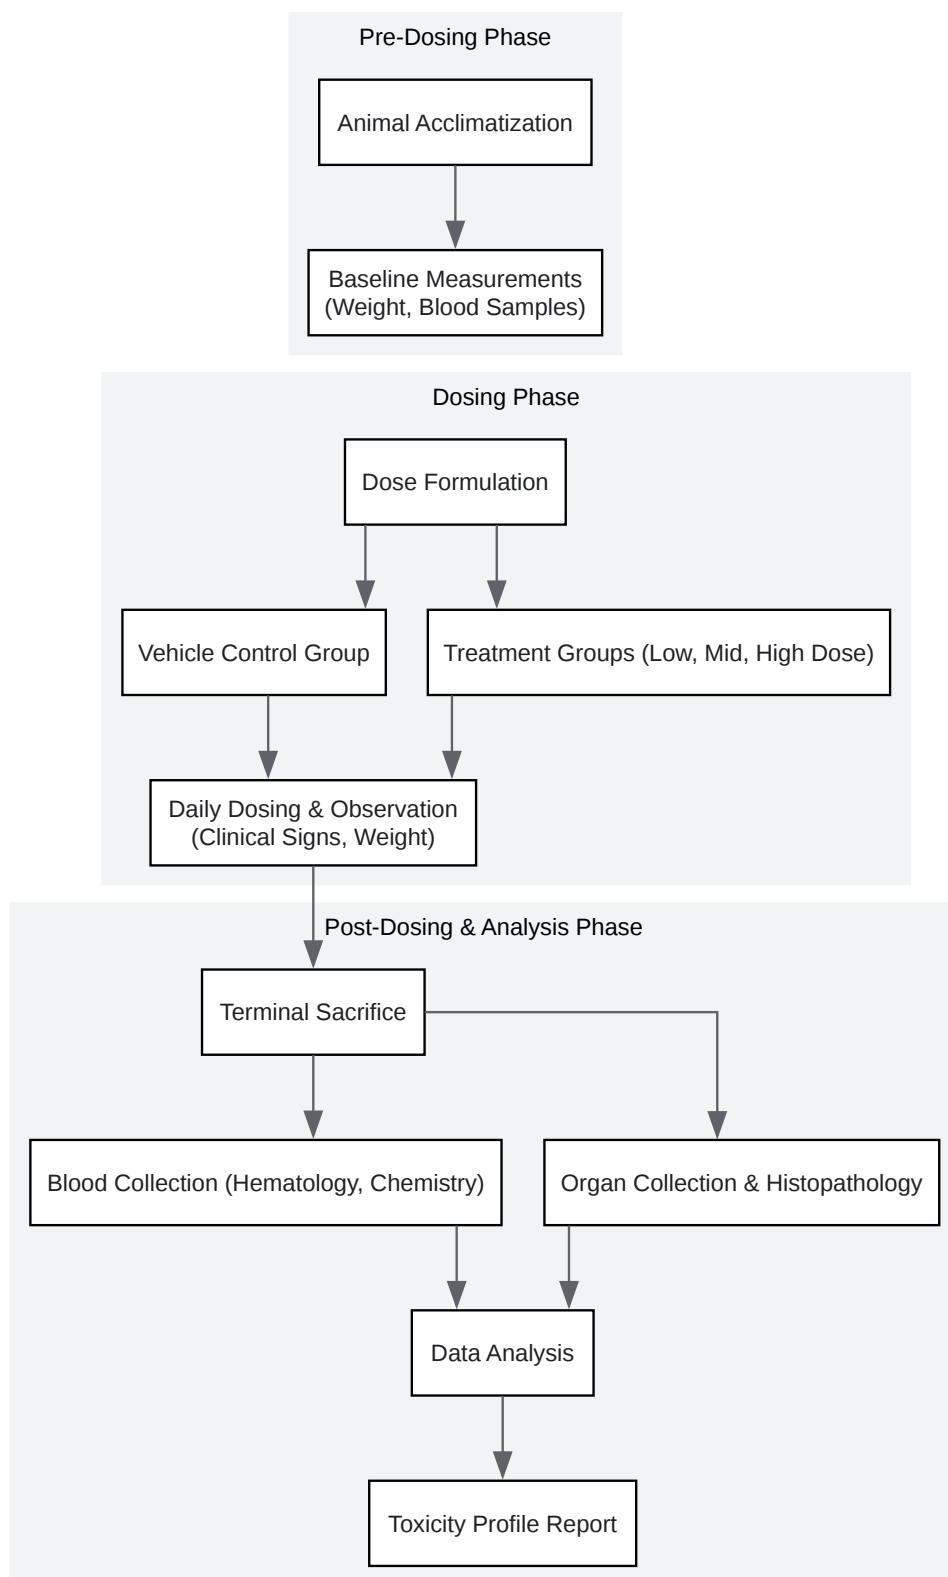 Pre-Dosing Phase
Animal Acclimatization
Baseline Measurements
(Weight, Blood Samples)
Dosing Phase
Dose Formulation
Vehicle Control Group
Treatment Groups (Low, Mid, High Dose)
Daily Dosing & Observation
(Clinical Signs, Weight)
Post-Dosing & Analysis Phase
Terminal Sacrifice
Blood Collection (Hematology, Chemistry)
Organ Collection & Histopathology
Data Analysis
Toxicity Profile Report